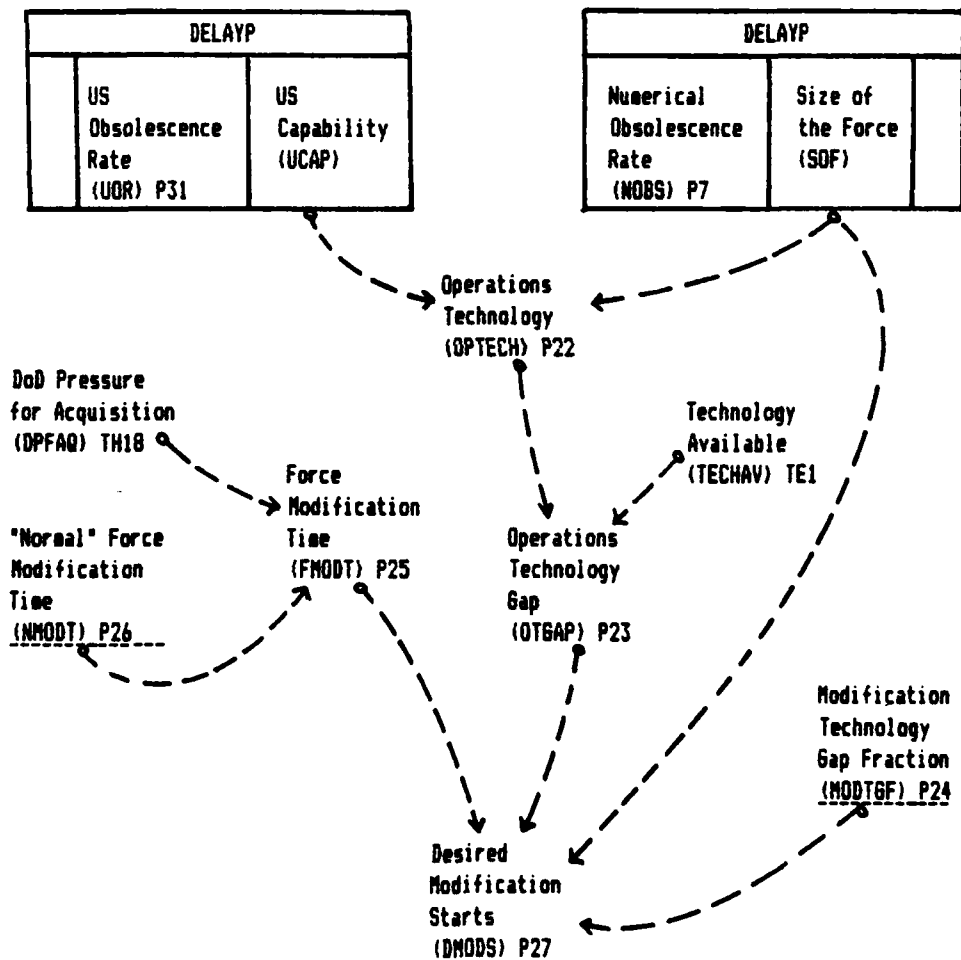 DELAYP
US
Obsolescence
Rate
(UOR) P31
US
Capability
(UCAP)
DELAYP
Numerical
Obsolescence
Rate
(NOBS) P7
Size of
the Force
(SOF)
Operations
Technology
(OPTECH) P22
DoD Pressure
for Acquisition
(DPFAQ) TH18
Technology
Available
(TECHAV) TE1
Force
Modification
Time
(FMODT) P25
"Normal" Force
Modification
Time
(NMODT) P26
Operations
Technology
Gap
(OTGAP) P23
Modification
Technology
Gap Fraction
(MODTGF) P24
Desired
Modification
Starts
(DMODS) P27